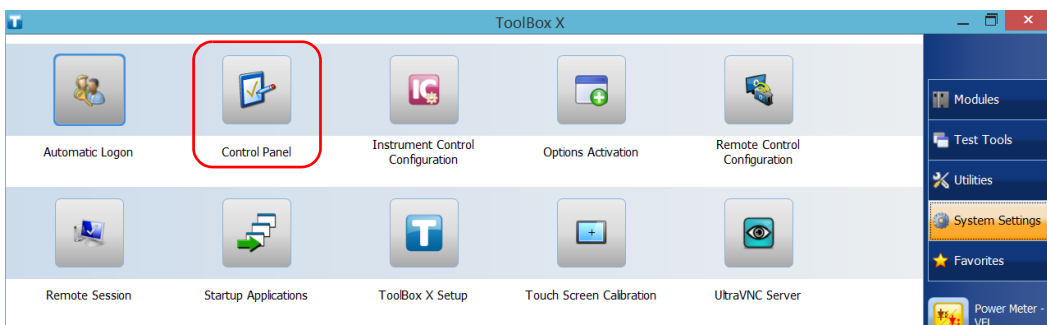 ToolBox X
Automatic Logon
Control Panel
Instrument Control
Configuration
Options Activation
Remote Control
Configuration
Remote Session
Startup Applications
ToolBox X Setup
Touch Screen Calibration
UltraVNC Server
Modules
Test Tools
Utilities
System Settings
Favorites
Power Meter -
VFL